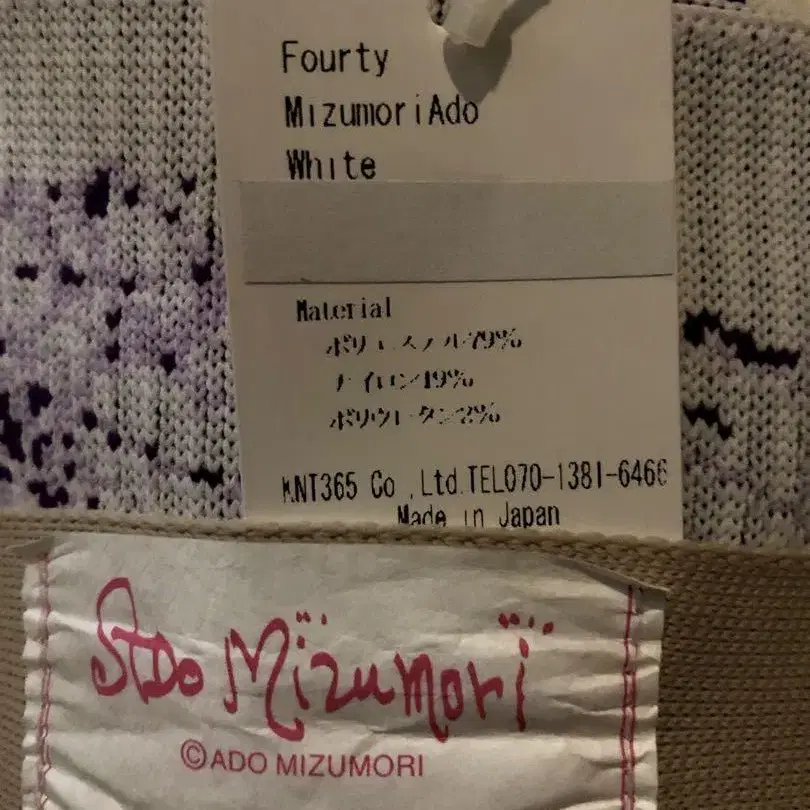 Fourty
MizumoriAdo
White
Material
ポリエステル79%
ナイロン19%
ポリウレタン2%
KNT365 Co.,Ltd.TEL070-1381-6466
Made in Japan
ADo Mizumori
©ADO MIZUMORI